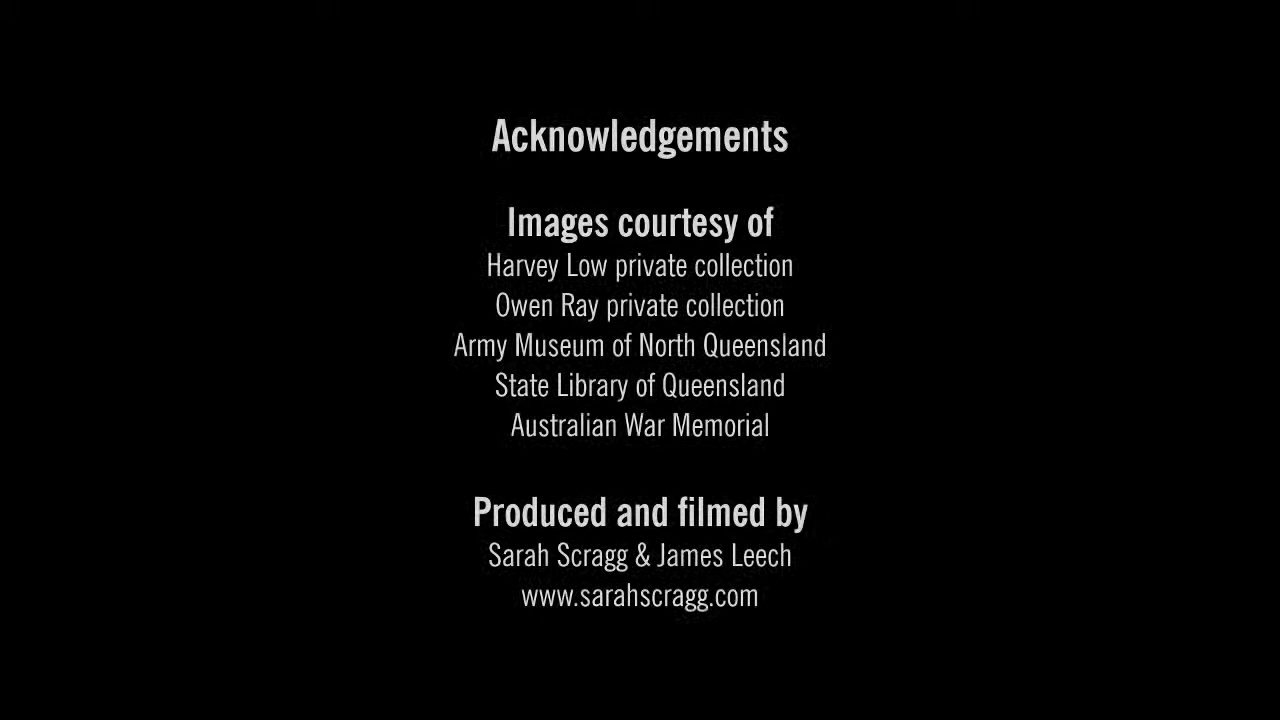 Acknowledgements
Images courtesy of
Harvey Low private collection
Owen Ray private collection
Army Museum of North Queensland
State Library of Queensland
Australian War Memorial
Produced and filmed by
Sarah Scragg & James Leech
www.sarahscragg.com